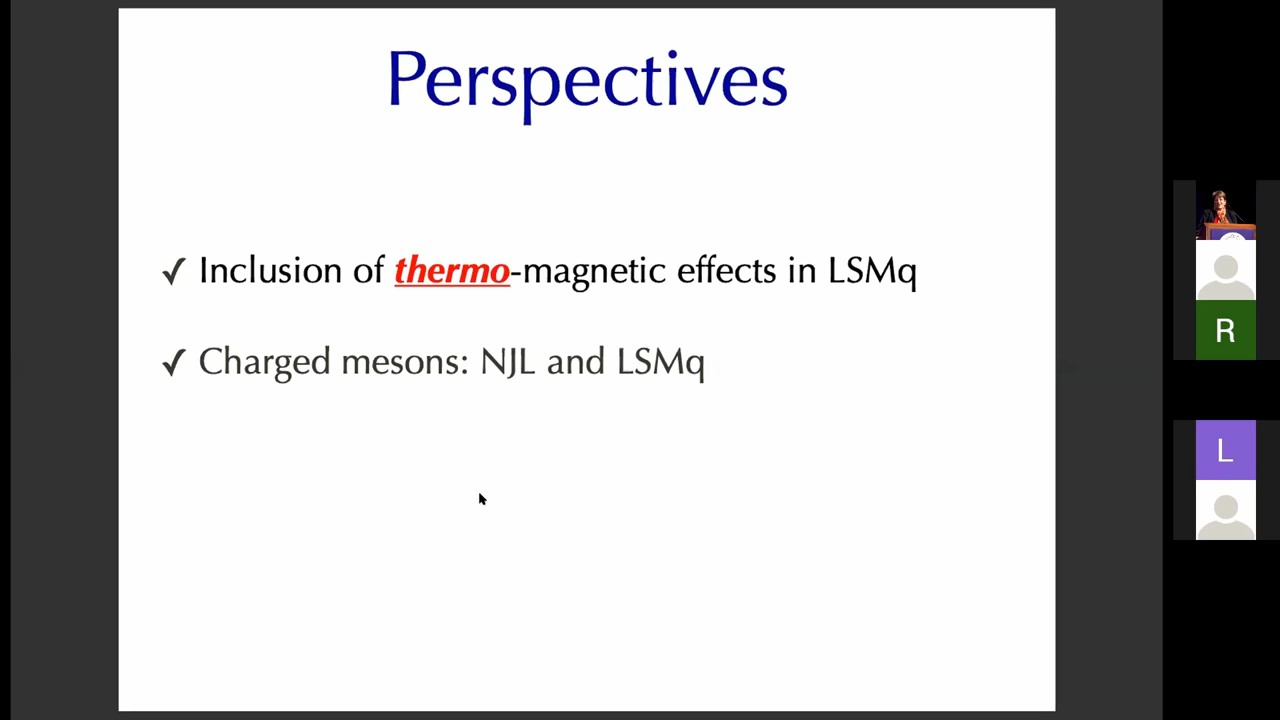 Perspectives
✓ Inclusion of thermo-magnetic effects in LSMq
✓ Charged mesons: NJL and LSMq
R
L